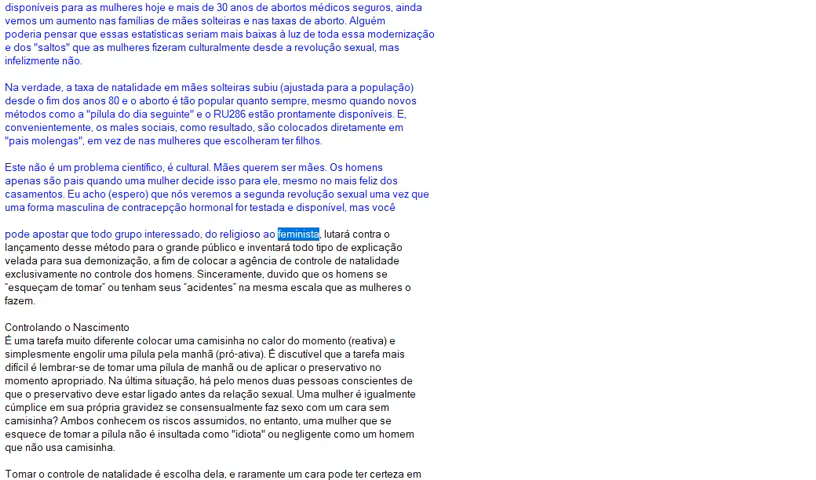 disponíveis para as mulheres hoje e mais de 30 anos de abortos médicos seguros, ainda
vemos um aumento nas famílias de mães solteiras e nas taxas de aborto. Alguém
poderia pensar que essas estatísticas seriam mais baixas à luz de toda essa modernização
e dos "saltos" que as mulheres fizeram culturalmente desde a revolução sexual, mas
infelizmente não.
Na verdade, a taxa de natalidade em mães solteiras subiu (ajustada para a população)
desde o fim dos anos 80 e o aborto é tão popular quanto sempre, mesmo quando novos
métodos como a "pílula do dia seguinte" e o RU286 estão prontamente disponíveis. E,
convenientemente, os males sociais, como resultado, são colocados diretamente em
"pais molengas", em vez de nas mulheres que escolheram ter filhos.
Este não é um problema científico, é cultural. Mães querem ser mães. Os homens
apenas são pais quando uma mulher decide isso para ele, mesmo no mais feliz dos
casamentos. Eu acho (espero) que nós veremos a segunda revolução sexual uma vez que
uma forma masculina de contracepção hormonal for testada e disponível, mas você
pode apostar que todo grupo interessado, do religioso ao feminista, lutará contra o
lançamento desse método para o grande público e inventará todo tipo de explicação
velada para sua demonização, a fim de colocar a agência de controle de natalidade
exclusivamente no controle dos homens. Sinceramente, duvido que os homens se
"esqueçam de tomar" ou tenham seus "acidentes" na mesma escala que as mulheres o
fazem.
Controlando o Nascimento
É uma tarefa muito diferente colocar uma camisinha no calor do momento (reativa) e
simplesmente engolir uma pílula pela manhã (pró-ativa). É discutível que a tarefa mais
difícil é lembrar-se de tomar uma pílula de manhã ou de aplicar o preservativo no
momento apropriado. Na última situação, há pelo menos duas pessoas conscientes de
que o preservativo deve estar ligado antes da relação sexual. Uma mulher é igualmente
cúmplice em sua própria gravidez se consensualmente faz sexo com um cara sem
camisinha? Ambos conhecem os riscos assumidos, no entanto, uma mulher que se
esquece de tomar a pílula não é insultada como "idiota" ou negligente como um homem
que não usa camisinha.
Tomar o controle de natalidade é escolha dela, e raramente um cara pode ter certeza em